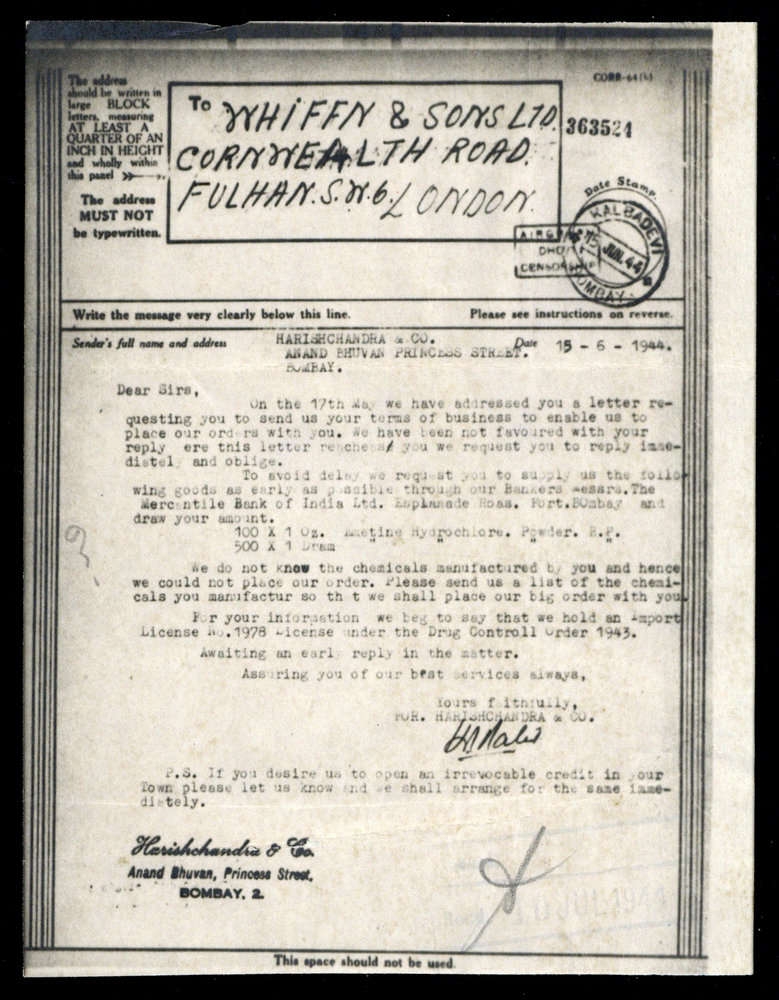 The address
should be written in
large BLOCK
letters, measuring
AT LEAST A
QUARTER OF AN
INCH IN HEIGHT
and wholly within
this panel
The address
MUST NOT
be typewritten.
To WHIFFN & SONS LTD.
CORNWEALTH ROAD.
FULHAN. S.W.6. LONDON.
363524
Date Stamp
KALBADEVI
15 JUN. 44
BOMBAY
Write the message very clearly below this line.
Please see instructions on reverse.
Sender's full name and address
HARISHCHANDRA & CO.
ANAND BHUVAN PRINCESS STREET.
BOMBAY.
Date 15 - 6 - 1944.
Dear Sirs,
On the 17th May we have addressed you a letter re-
questing you to send us your terms of business to enable us to
place our orders with you. We have been not favoured with your
reply ere this letter reaches you we request you to reply imme-
diately and oblige.
To avoid delay we request you to supply us the follo
wing goods as early as possible through our Bankers Messrs.The
Mercentile Bank of India Ltd. Esplanade Roas. Fort.BOmbay and
draw your amount.
100 X 1 Oz. Emetine Hydrochlore. Powder. B.P.
500 X 1 Dram " " " "
We do not know the chemicals manufactured by you and hence
we could not place our order. Please send us a list of the chemi-
cals you manufactur so th t we shall place our big order with you
For your information we beg to say that we hold an Import
License No.1978 License under the Drug Controll Order 1943.
Awaiting an early reply in the matter.
Assuring you of our best services always,
Yours faithfully,
FOR. HARISHCHANDRA & CO.
P.S. If you desire us to open an irrevocable credit in your
Town please let us know and we shall arrange for the same imme-
diately.
Harishchandra & Co.
Anand Bhuvan, Princess Street,
BOMBAY, 2.
This space should not be used.